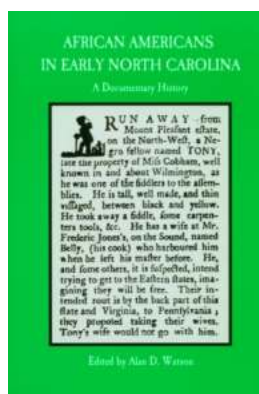 AFRICAN AMERICANS
IN EARLY NORTH CAROLINA
A Documentary History
RUN AWAY from
Mount Pleasant estate,
on the North-West, a Ne-
gro fellow named TONY,
late the property of Miss Cobham, well
known in and about Wilmington, as
he was one of the fiddlers to the assem-
blies. He is tall, well made, and thin
visaged, between black and yellow.
He took away a fiddle, some carpen-
ters tools, &c. He has a wife at Mr.
Frederic Jones's, on the Sound, named
Belly, (his cook) who harboured him
when he left his master before. He,
and some others, it is suspected, intend
trying to get to the Eastern states, ima-
gining they will be free. Their in-
tended rout is by the back part of this
state and Virginia, to Pennsylvania;
they proposed taking their wives.
Tony's wife would not go with him.
Edited by Alan D. Watson